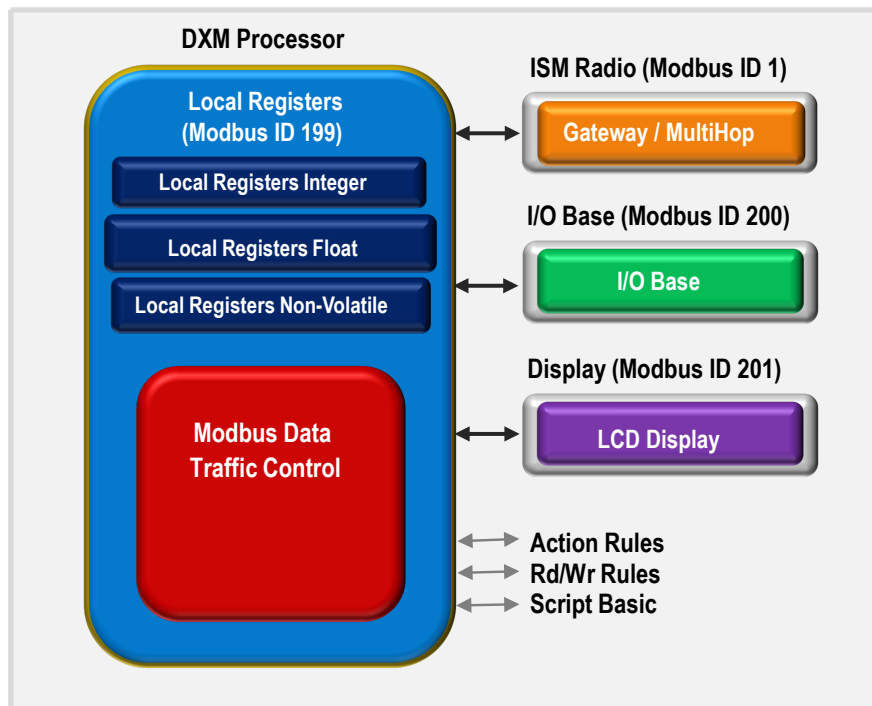 DXM Processor
Local Registers
(Modbus ID 199)
Local Registers Integer
Local Registers Float
Local Registers Non-Volatile
Modbus Data
Traffic Control
ISM Radio (Modbus ID 1)
Gateway / MultiHop
I/O Base (Modbus ID 200)
I/O Base
Display (Modbus ID 201)
LCD Display
Action Rules
Rd/Wr Rules
Script Basic